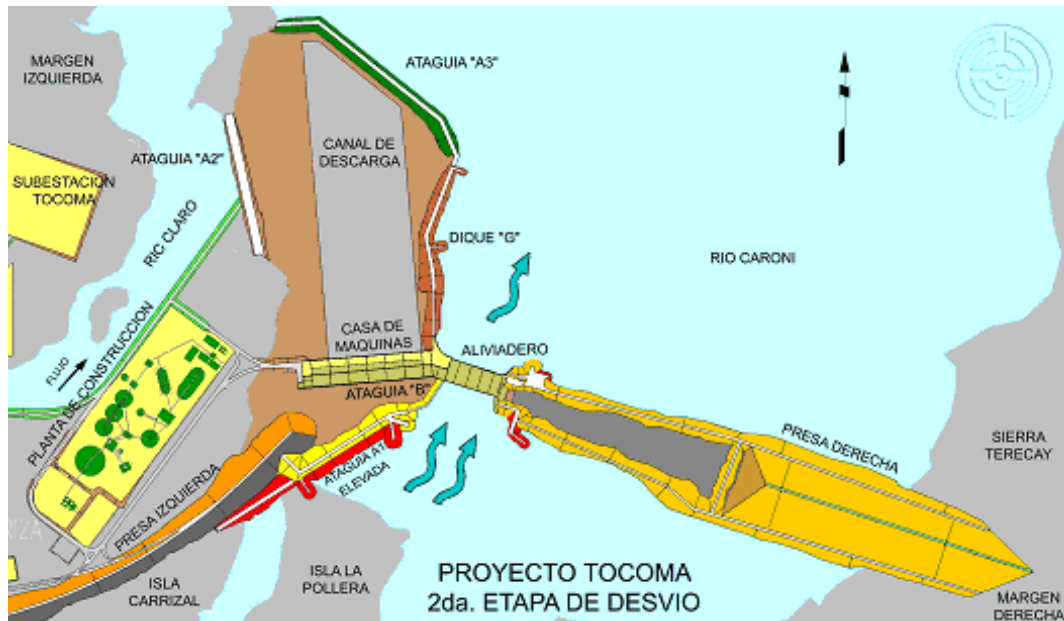 MARGEN
IZQUIERDA
ATAGUIA "A3"
CANAL DE
DESCARGA
ATAGUIA "A2"
SUBESTACION
TOCOMA
RIC CLARO
DIQUE "G"
RIO CARONI
CASA DE
MAQUINAS
ALIVIADERO
FLUJO
PLANTA DE CONSTRUCCION
ATAGUIA "B"
ATAGUIA A1
ELEVADA
PRESA DERECHA
SIERRA
TERECAY
PRESA IZQUIERDA
ISLA
CARRIZAL
ISLA LA
POLLERA
PROYECTO TOCOMA
2da. ETAPA DE DESVIO
MARGEN
DERECHA